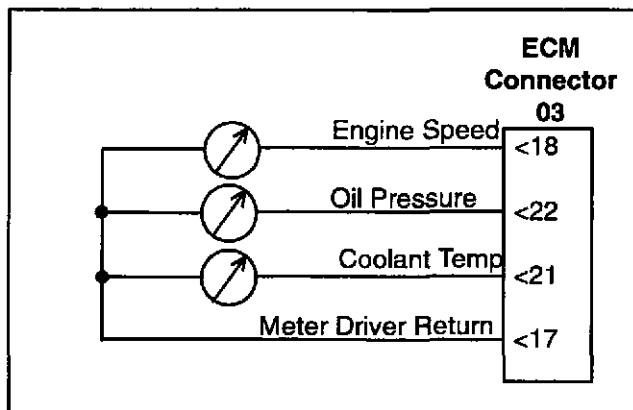 ECM
Connector
03
Engine Speed <18
Oil Pressure <22
Coolant Temp <21
Meter Driver Return <17